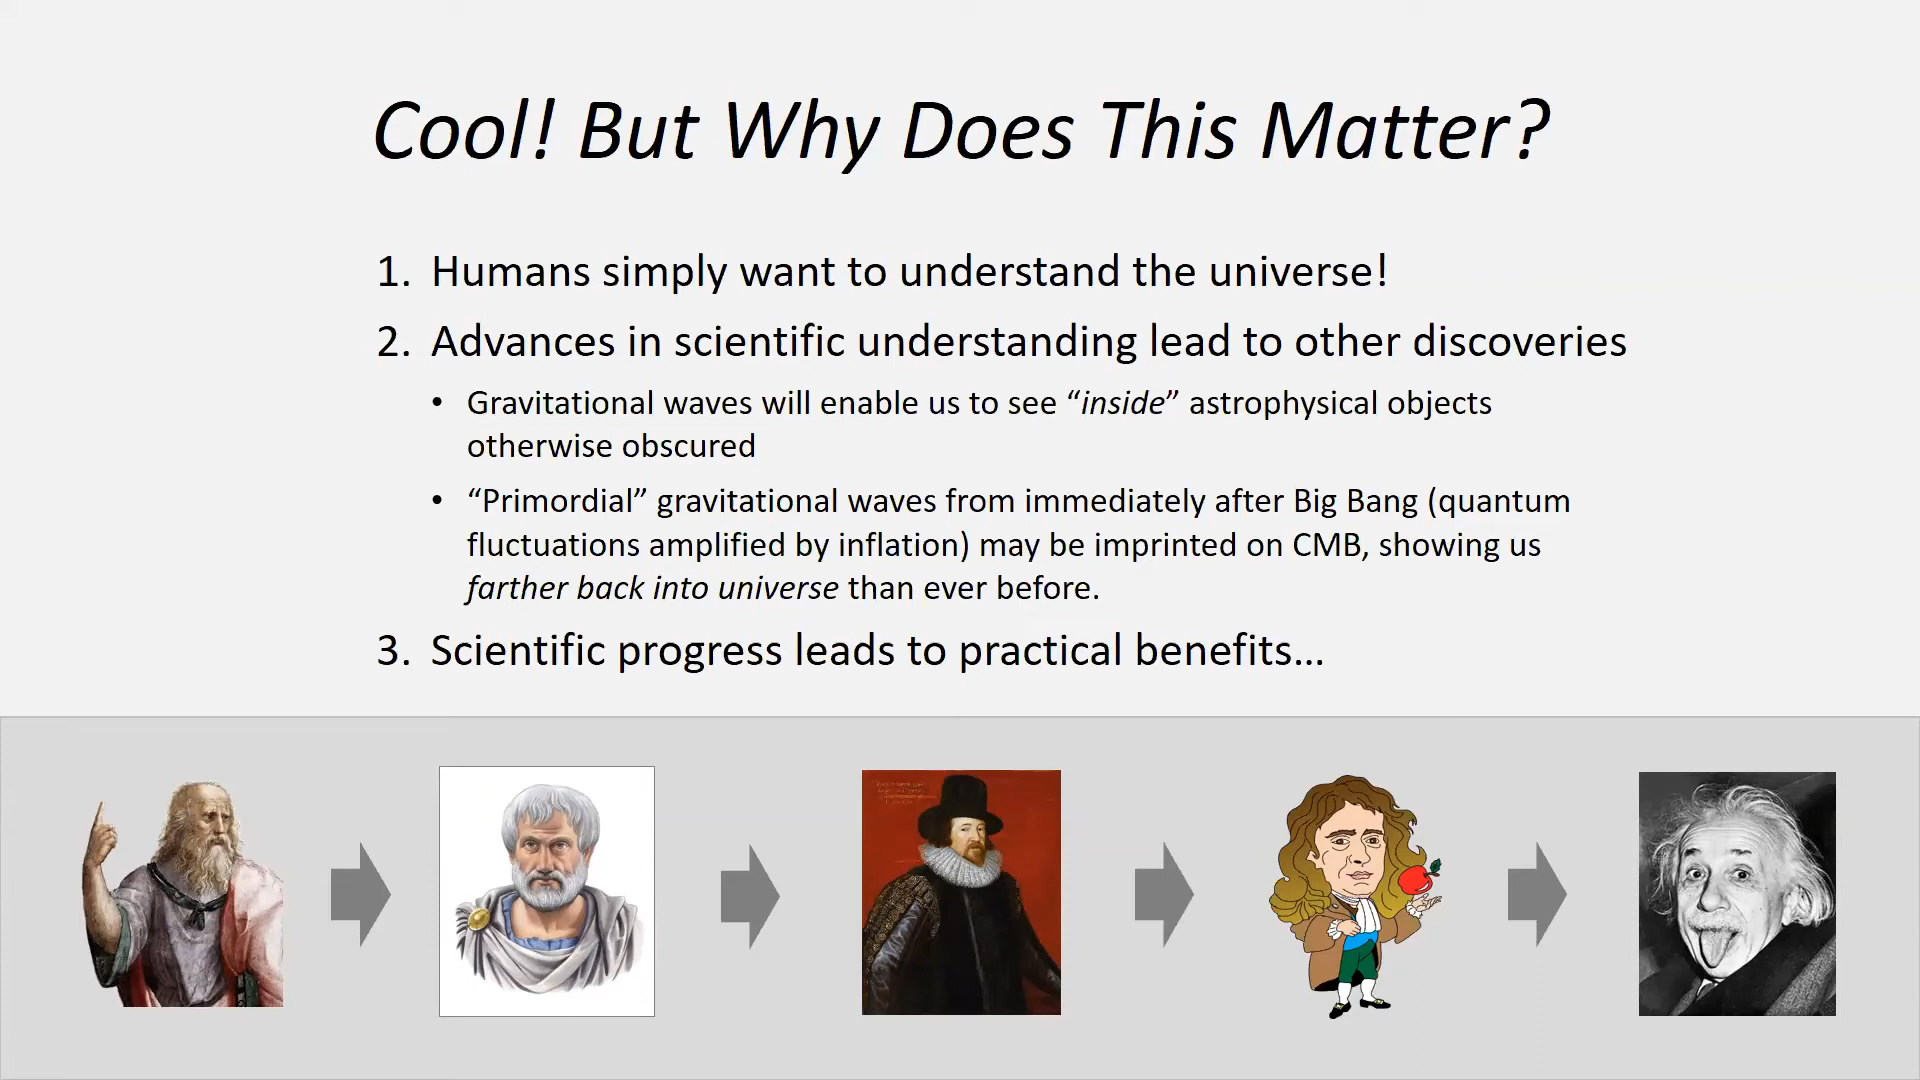 Cool! But Why Does This Matter?
1. Humans simply want to understand the universe!
2. Advances in scientific understanding lead to other discoveries
• Gravitational waves will enable us to see “inside” astrophysical objects
otherwise obscured
• “Primordial” gravitational waves from immediately after Big Bang (quantum
fluctuations amplified by inflation) may be imprinted on CMB, showing us
farther back into universe than ever before.
3. Scientific progress leads to practical benefits…